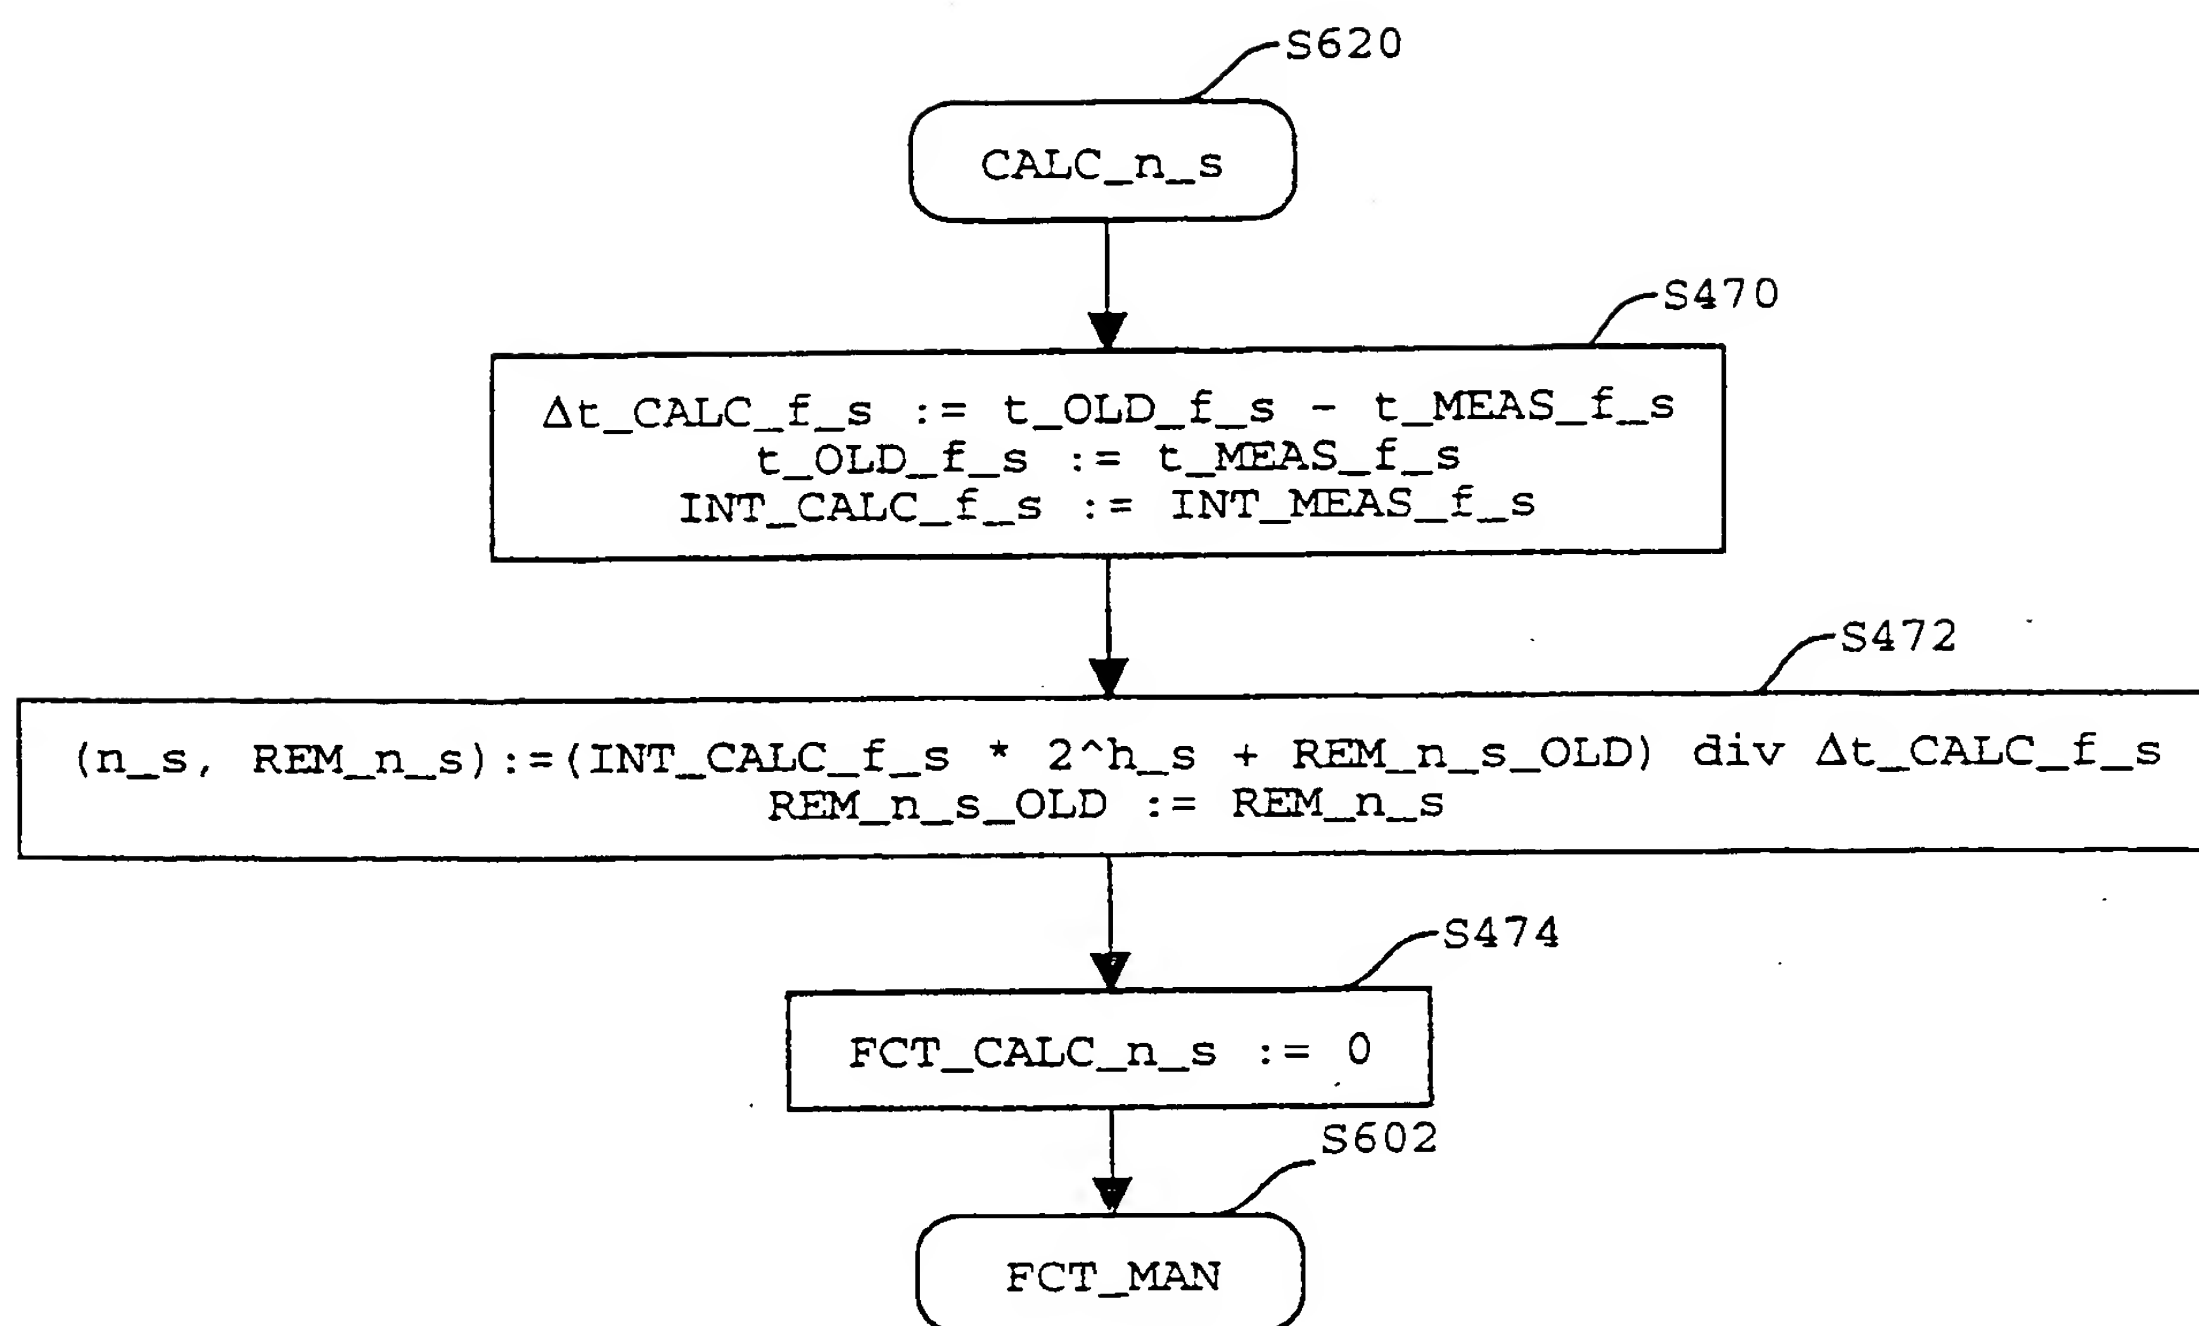 S620
CALC_n_s
S470
Δt_CALC_f_s := t_OLD_f_s - t_MEAS_f_s
t_OLD_f_s := t_MEAS_f_s
INT_CALC_f_s := INT_MEAS_f_s
S472
(n_s, REM_n_s):=(INT_CALC_f_s * 2^h_s + REM_n_s_OLD) div Δt_CALC_f_s
REM_n_s_OLD := REM_n_s
S474
FCT_CALC_n_s := 0
S602
FCT_MAN